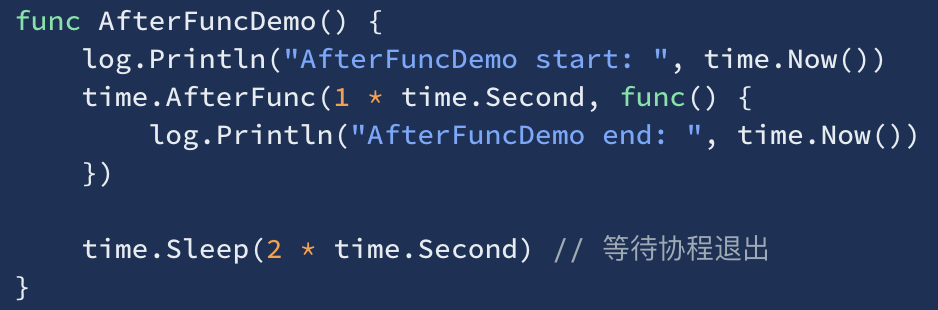 func AfterFuncDemo() {
    log.Println("AfterFuncDemo start: ", time.Now())
    time.AfterFunc(1 * time.Second, func() {
        log.Println("AfterFuncDemo end: ", time.Now())
    })

    time.Sleep(2 * time.Second) // 等待协程退出
}